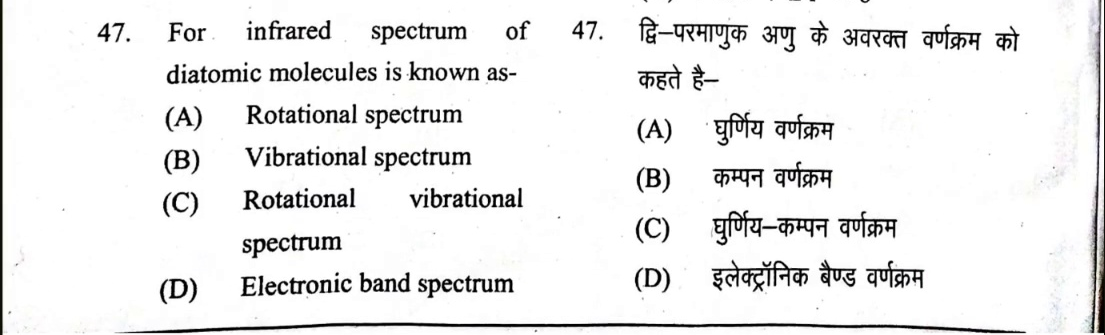 47. For infrared spectrum of
diatomic molecules is known as-
(A) Rotational spectrum
(B) Vibrational spectrum
(C) Rotational vibrational
spectrum
(D) Electronic band spectrum
47. द्वि–परमाणुक अणु के अवरक्त वर्णक्रम को
कहते है–
(A) घुर्णिय वर्णक्रम
(B) कम्पन वर्णक्रम
(C) घुर्णिय–कम्पन वर्णक्रम
(D) इलेक्ट्रॉनिक बैण्ड वर्णक्रम